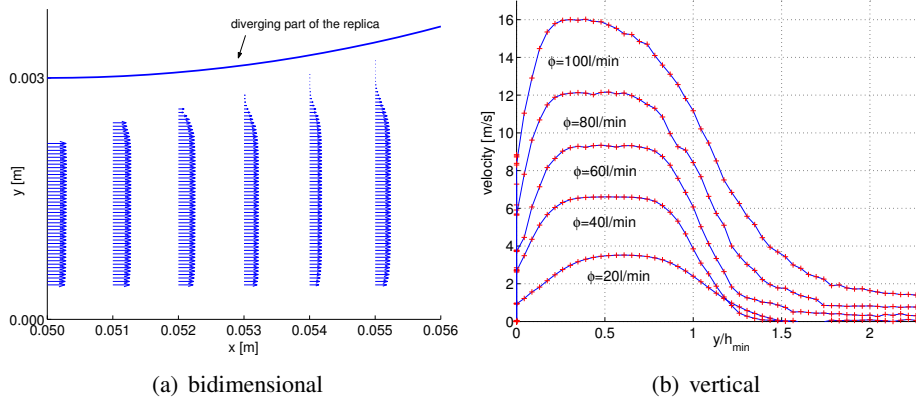 diverging part of the replica
0.003
0.000
y [m]
0.050 0.051 0.052 0.053 0.054 0.055 0.056
x [m]
(a) bidimensional
16
14
12
10
8
6
4
2
0
velocity [m/s]
ϕ=100l/min
ϕ=80l/min
ϕ=60l/min
ϕ=40l/min
ϕ=20l/min
0 0.5 1 1.5 2
y/h_min
(b) vertical